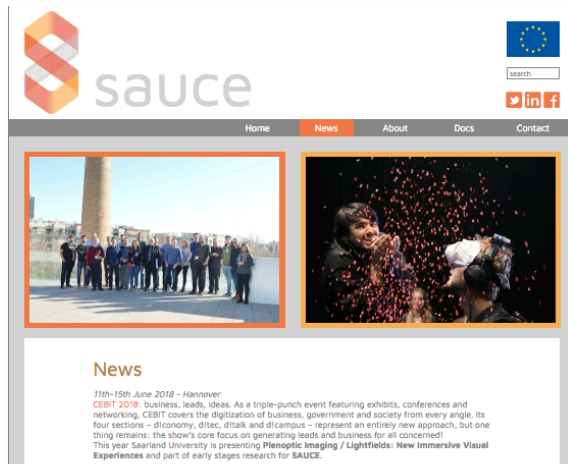 sauce
search
Home News About Docs Contact
News
11th-15th June 2018 - Hannover
CEBIT 2018: business, leads, ideas. As a triple-punch event featuring exhibits, conferences and
networking, CEBIT covers the digitization of business, government and society from every angle. Its
four sections – d!conomy, d!tec, d!talk and d!campus – represent an entirely new approach, but one
thing remains: the show's core focus on generating leads and business for all concerned!
This year Saarland University is presenting Plenoptic Imaging / Lightfields: New Immersive Visual
Experiences and part of early stages research for SAUCE.